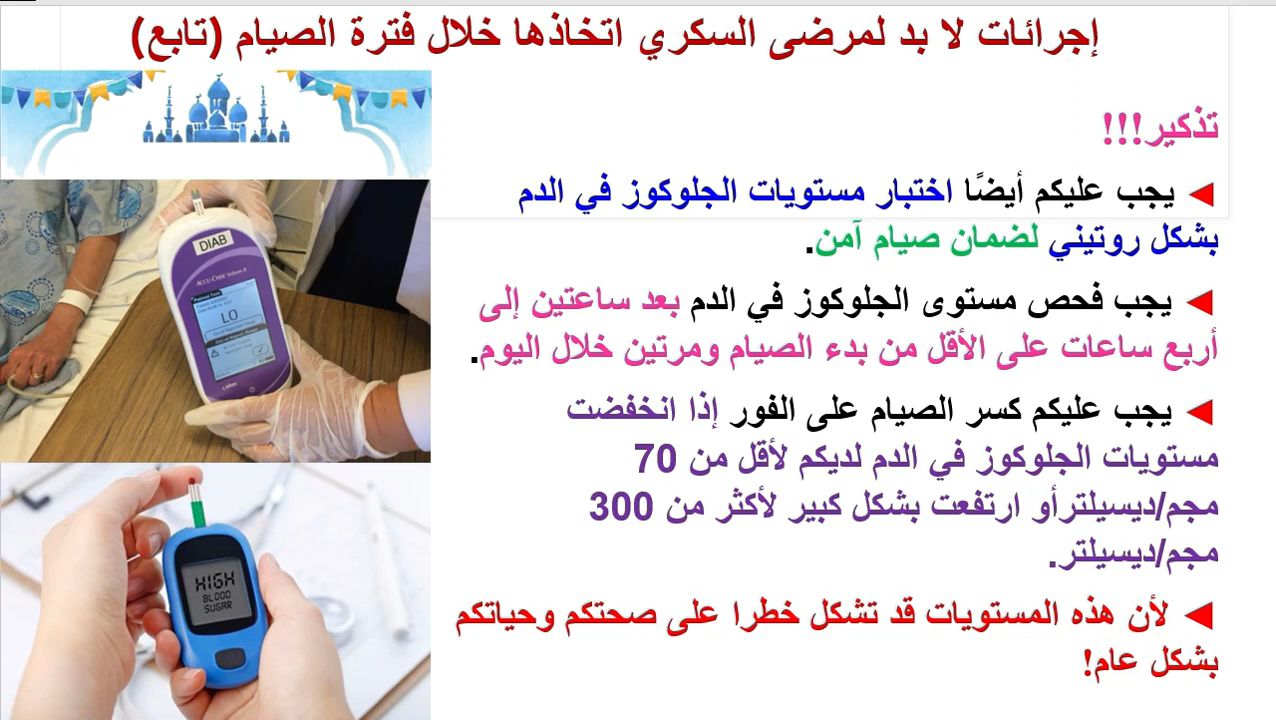 إجرائات لا بد لمرضى السكري اتخاذها خلال فترة الصيام (تابع)
تذكير!!!
◄ يجب عليكم أيضًا اختبار مستويات الجلوكوز في الدم
بشكل روتيني لضمان صيام آمن.
◄ يجب فحص مستوى الجلوكوز في الدم بعد ساعتين إلى
أربع ساعات على الأقل من بدء الصيام ومرتين خلال اليوم.
◄ يجب عليكم كسر الصيام على الفور إذا انخفضت
مستويات الجلوكوز في الدم لديكم لأقل من 70
مجم/ديسيلترأو ارتفعت بشكل كبير لأكثر من 300
مجم/ديسيلتر.
◄ لأن هذه المستويات قد تشكل خطرا على صحتكم وحياتكم
بشكل عام!
DIAB
ACCU-CHEK Inform II
LO
HIGH
BLOOD
SUGAR